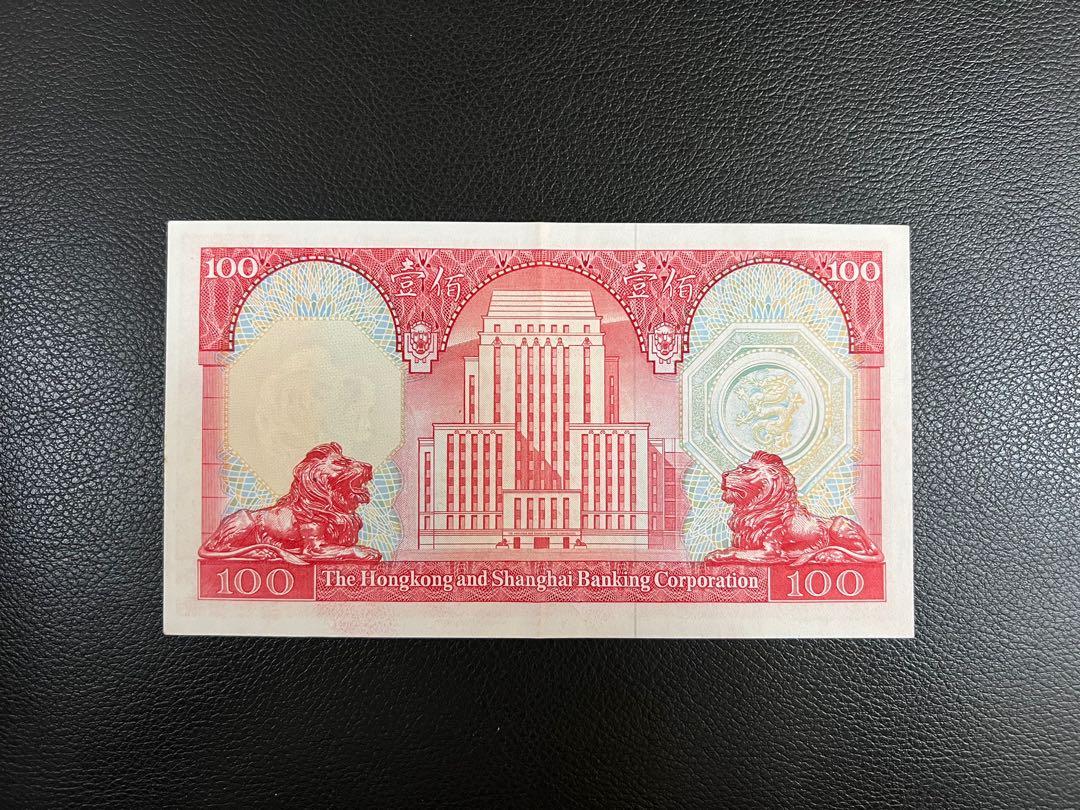 100 壹佰 壹佰 100
100 The Hongkong and Shanghai Banking Corporation 100